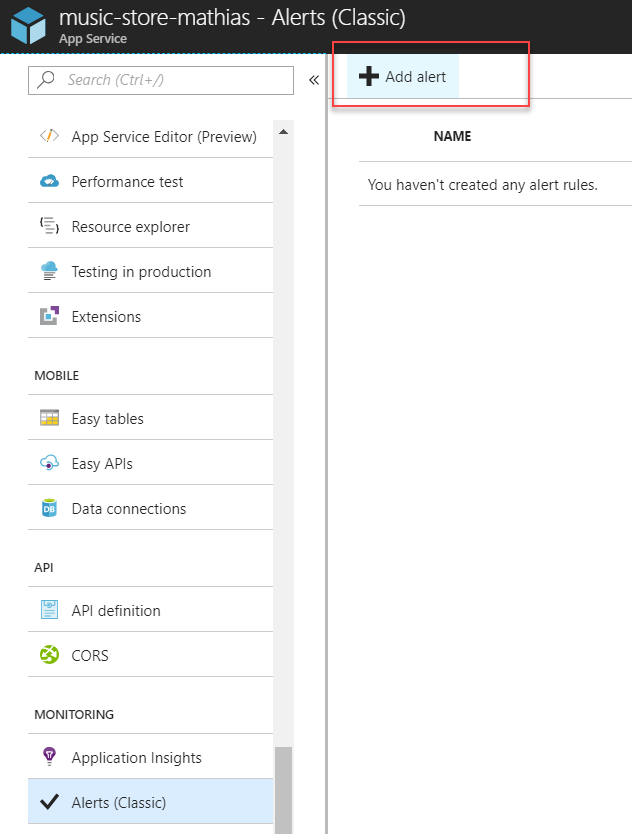 music-store-mathias - Alerts (Classic)
App Service
Search (Ctrl+/)
«
Add alert
App Service Editor (Preview)
Performance test
Resource explorer
Testing in production
Extensions
MOBILE
Easy tables
Easy APIs
DB
Data connections
API
API definition
CORS
MONITORING
Application Insights
Alerts (Classic)
NAME
You haven't created any alert rules.